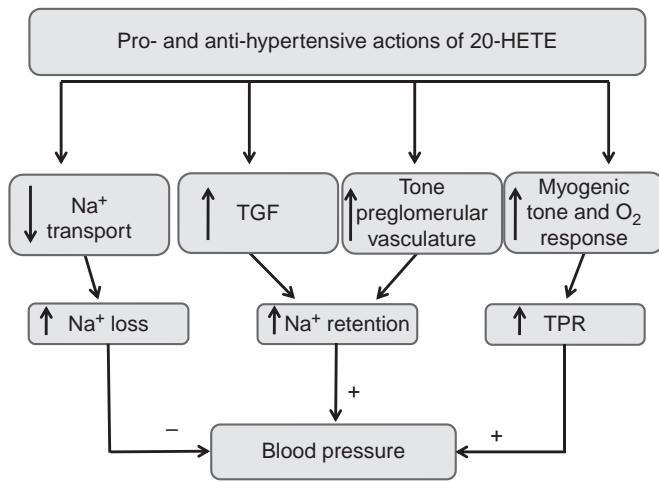 Pro- and anti-hypertensive actions of 20-HETE
Na⁺
transport
TGF
Tone
preglomerular
vasculature
Myogenic
tone and O₂
response
Na⁺ loss
Na⁺ retention
TPR
+
–
+
Blood pressure